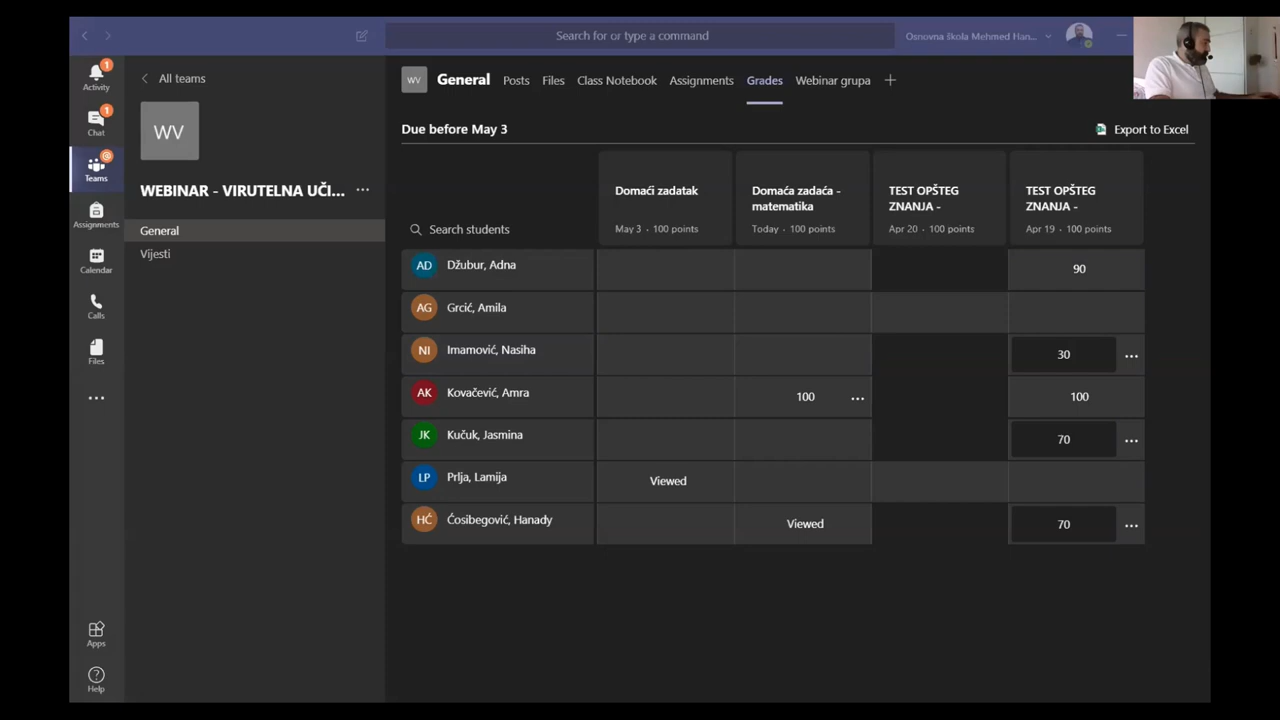 Search for or type a command
Osnovna škola Mehmed Han...
1
Activity
1
Chat
Teams
Assignments
Calendar
Calls
Files
Apps
Help
All teams
WV
WEBINAR - VIRUTELNA UČI...
General
Vijesti
WV
General
Posts
Files
Class Notebook
Assignments
Grades
Webinar grupa
Due before May 3
Export to Excel
Search students
Domaći zadatak
May 3 • 100 points
Domaća zadaća -
matematika
Today • 100 points
TEST OPŠTEG
ZNANJA -
Apr 20 • 100 points
TEST OPŠTEG
ZNANJA -
Apr 19 • 100 points
AD Džubur, Adna 90
AG Grcić, Amila
NI Imamović, Nasiha 30
AK Kovačević, Amra 100 100
JK Kučuk, Jasmina 70
LP Prlja, Lamija Viewed
HĆ Ćosibegović, Hanady Viewed 70